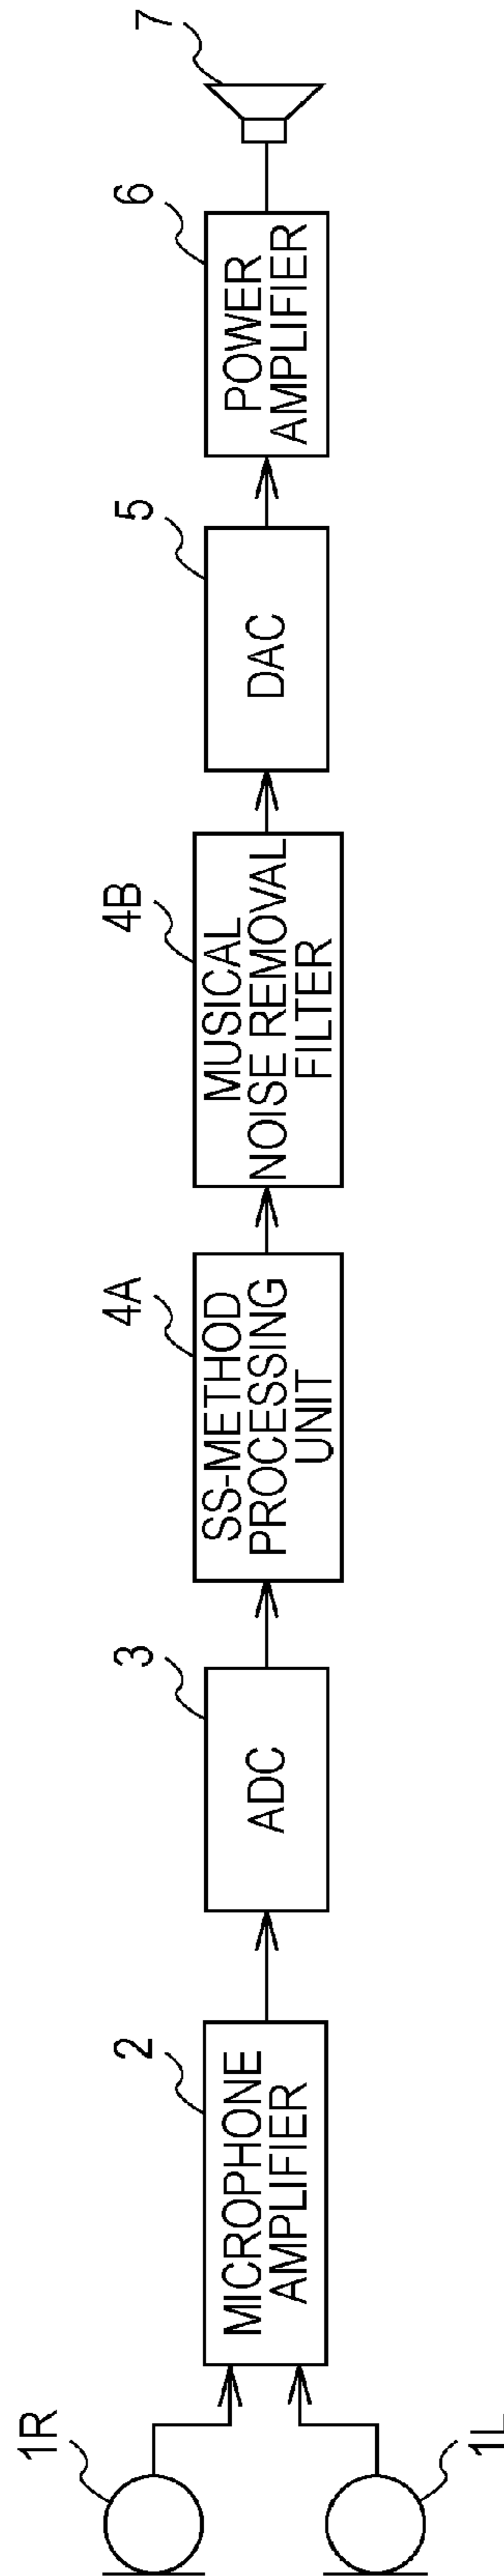 1R
1L
2
MICROPHONE
AMPLIFIER
3
ADC
4A
SS-METHOD
PROCESSING
UNIT
4B
MUSICAL
NOISE REMOVAL
FILTER
5
DAC
6
POWER
AMPLIFIER
7